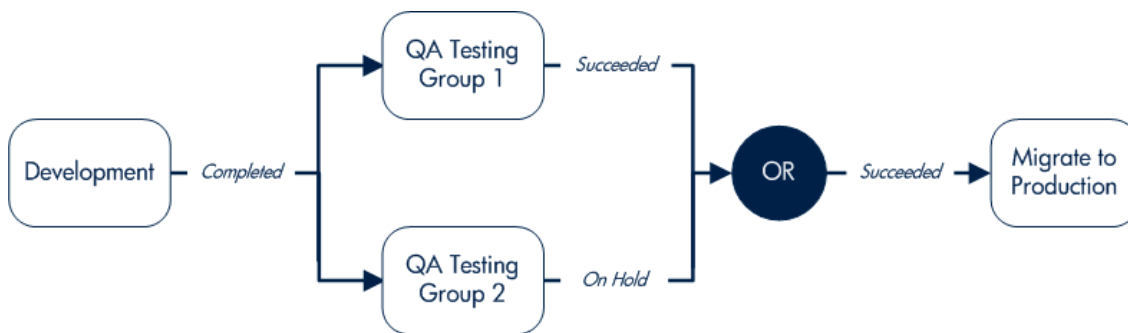 QA Testing
Group 1
Succeeded
Development
Completed
OR
Succeeded
Migrate to
Production
QA Testing
Group 2
On Hold